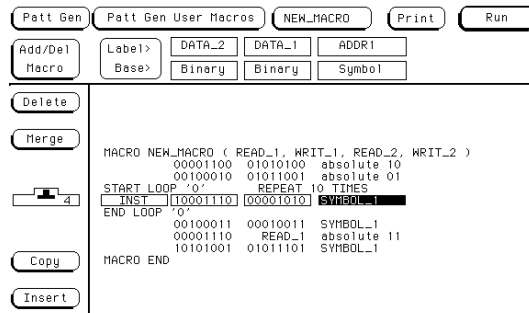 Patt Gen Patt Gen User Macros NEW_MACRO Print Run
Add/Del Macro Label> DATA_2 DATA_1 ADDR1
Base> Binary Binary Symbol
Delete
Merge
MACRO NEW_MACRO ( READ_1, WRIT_1, READ_2, WRIT_2 )
00001100 01010100 absolute 10
00100010 01011001 absolute 01
START LOOP '0' REPEAT 10 TIMES
INST 10001110 00001010 SYMBOL_1
4
END LOOP '0'
00100011 00010011 SYMBOL_1
00001110 READ_1 absolute 11
10101001 01011101 SYMBOL_1
MACRO END
Copy
Insert